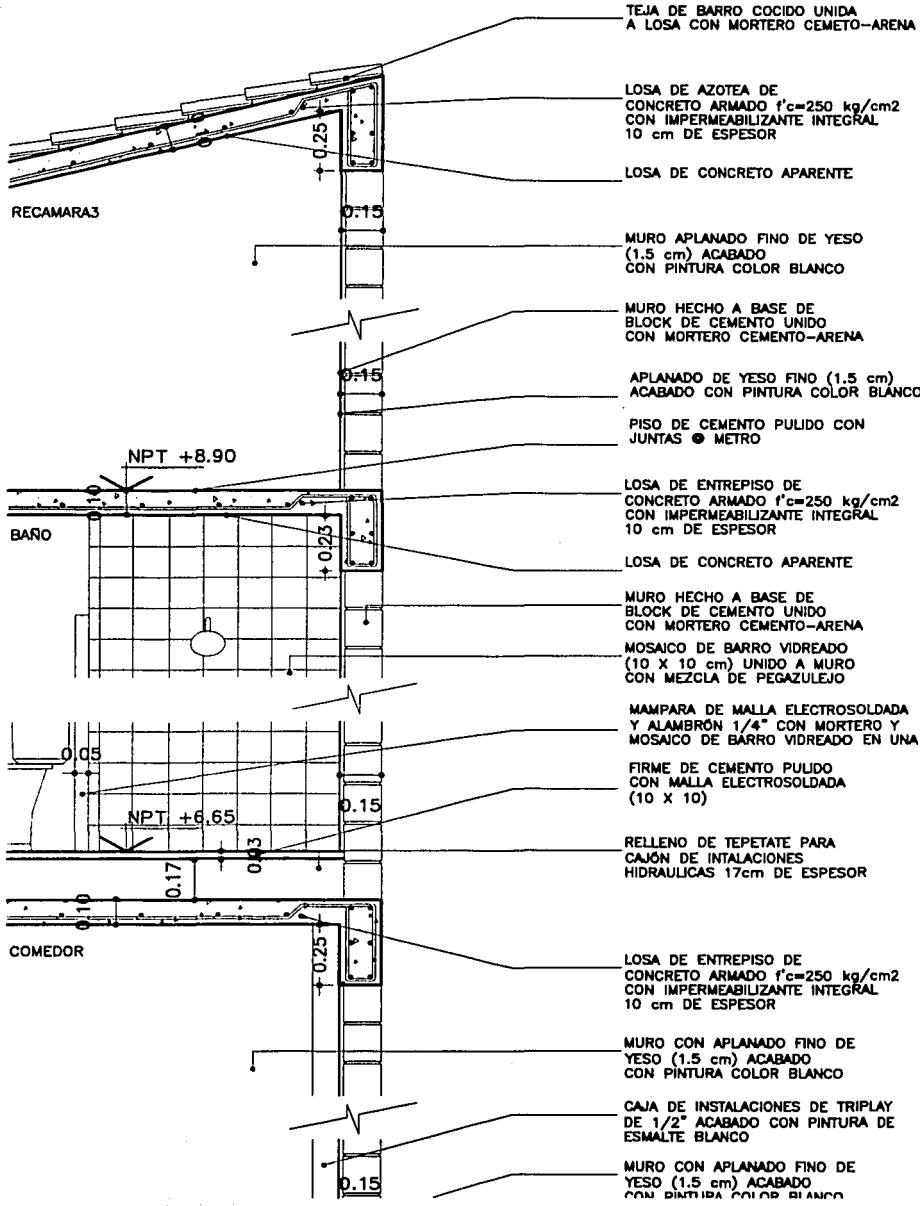 TEJA DE BARRO COCIDO UNIDA
A LOSA CON MORTERO CEMETO-ARENA
LOSA DE AZOTEA DE
CONCRETO ARMADO f'c=250 kg/cm2
CON IMPERMEABILIZANTE INTEGRAL
10 cm DE ESPESOR
0.25
LOSA DE CONCRETO APARENTE
RECAMARA3
0.15
MURO APLANADO FINO DE YESO
(1.5 cm) ACABADO
CON PINTURA COLOR BLANCO
MURO HECHO A BASE DE
BLOCK DE CEMENTO UNIDO
CON MORTERO CEMENTO-ARENA
0.15
APLANADO DE YESO FINO (1.5 cm)
ACABADO CON PINTURA COLOR BLANCO
PISO DE CEMENTO PULIDO CON
JUNTAS @ METRO
NPT +8.90
LOSA DE ENTREPISO DE
CONCRETO ARMADO f'c=250 kg/cm2
CON IMPERMEABILIZANTE INTEGRAL
10 cm DE ESPESOR
BAÑO
0.23
LOSA DE CONCRETO APARENTE
MURO HECHO A BASE DE
BLOCK DE CEMENTO UNIDO
CON MORTERO CEMENTO-ARENA
MOSAICO DE BARRO VIDREADO
(10 X 10 cm) UNIDO A MURO
CON MEZCLA DE PEGAZULEJO
MAMPARA DE MALLA ELECTROSOLDADA
Y ALAMBRÓN 1/4" CON MORTERO Y
MOSAICO DE BARRO VIDREADO EN UNA
0.05
FIRME DE CEMENTO PULIDO
CON MALLA ELECTROSOLDADA
(10 X 10)
0.15
NPT +6.65
0.03
RELLENO DE TEPETATE PARA
CAJÓN DE INTALACIONES
HIDRAULICAS 17cm DE ESPESOR
0.17
COMEDOR
0.25
LOSA DE ENTREPISO DE
CONCRETO ARMADO f'c=250 kg/cm2
CON IMPERMEABILIZANTE INTEGRAL
10 cm DE ESPESOR
MURO CON APLANADO FINO DE
YESO (1.5 cm) ACABADO
CON PINTURA COLOR BLANCO
CAJA DE INSTALACIONES DE TRIPLAY
DE 1/2" ACABADO CON PINTURA DE
ESMALTE BLANCO
0.15
MURO CON APLANADO FINO DE
YESO (1.5 cm) ACABADO
CON PINTURA COLOR BLANCO